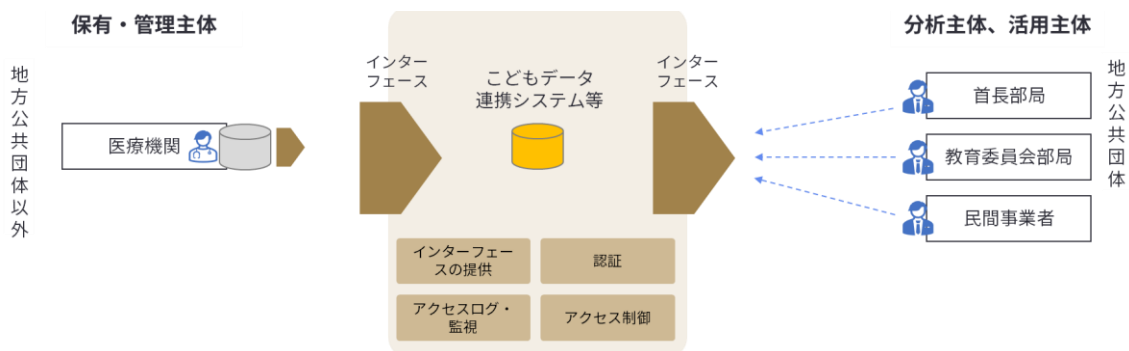 保有・管理主体
分析主体、活用主体
地方公共団体以外
医療機関
インター
フェース
こどもデータ
連携システム等
インター
フェース
首長部局
教育委員会部局
民間事業者
地方公共団体
インターフェー
スの提供
認証
アクセスログ・
監視
アクセス制御